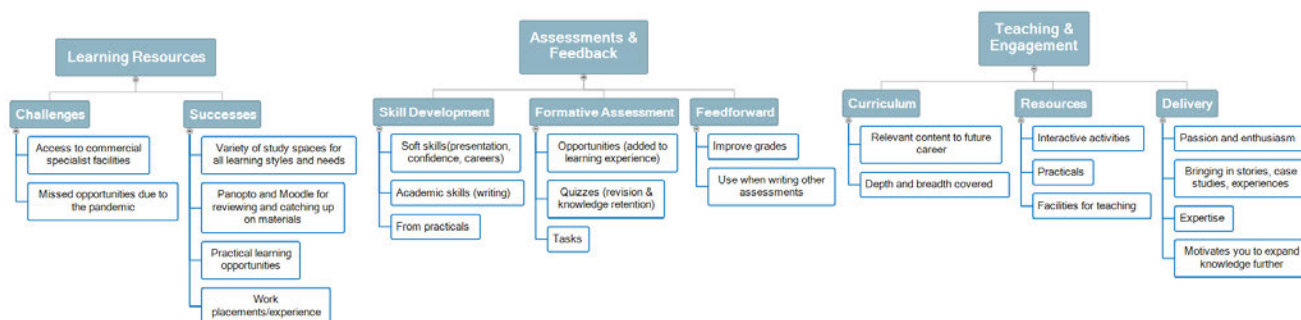 Learning Resources
Challenges
Access to commercial
specialist facilities
Missed opportunities due to
the pandemic
Successes
Variety of study spaces for
all learning styles and needs
Panopto and Moodle for
reviewing and catching up
on materials
Practical learning
opportunities
Work
placements/experience
Assessments &
Feedback
Skill Development
Soft skills(presentation,
confidence, careers)
Academic skills (writing)
From practicals
Formative Assessment
Opportunities (added to
learning experience)
Quizzes (revision &
knowledge retention)
Tasks
Feedforward
Improve grades
Use when writing other
assessments
Teaching &
Engagement
Curriculum
Relevant content to future
career
Depth and breadth covered
Resources
Interactive activities
Practicals
Facilities for teaching
Delivery
Passion and enthusiasm
Bringing in stories, case
studies, experiences
Expertise
Motivates you to expand
knowledge further